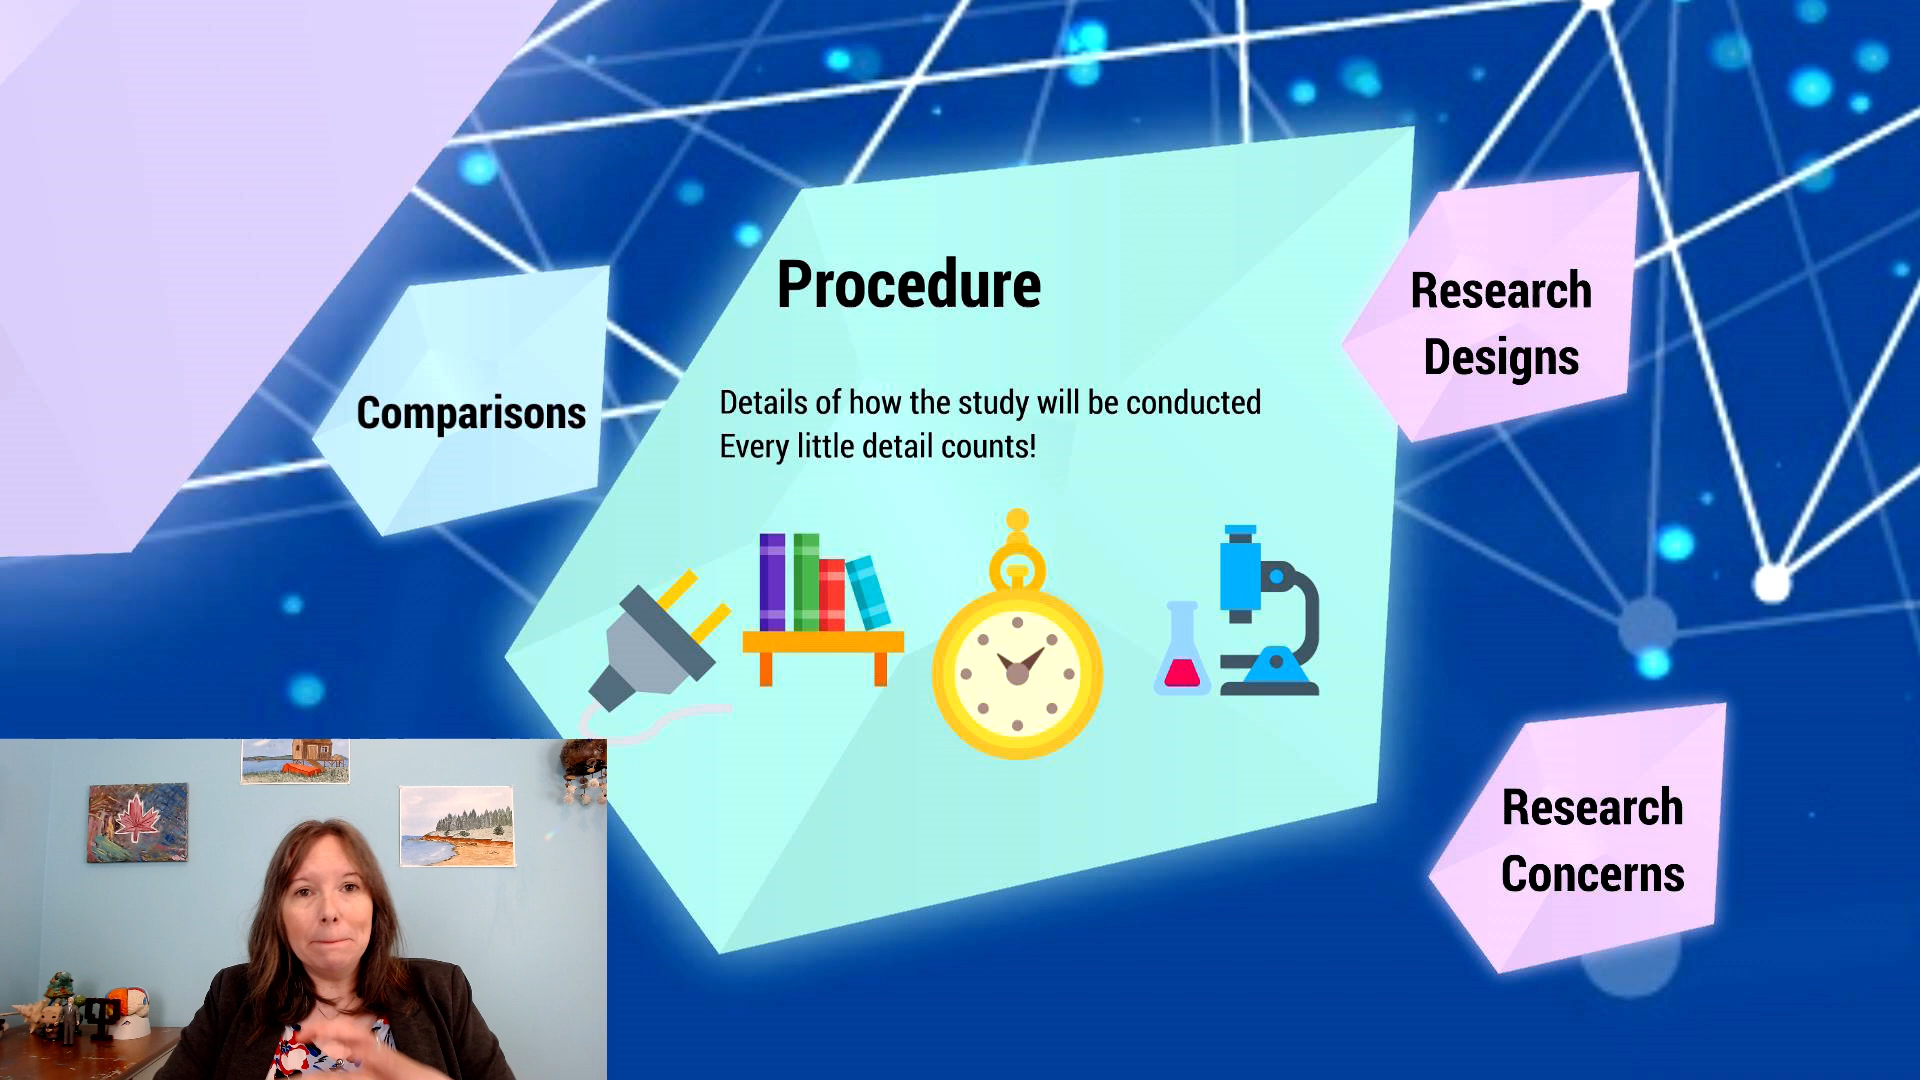 Procedure
Details of how the study will be conducted
Every little detail counts!
Comparisons
Research
Designs
Research
Concerns